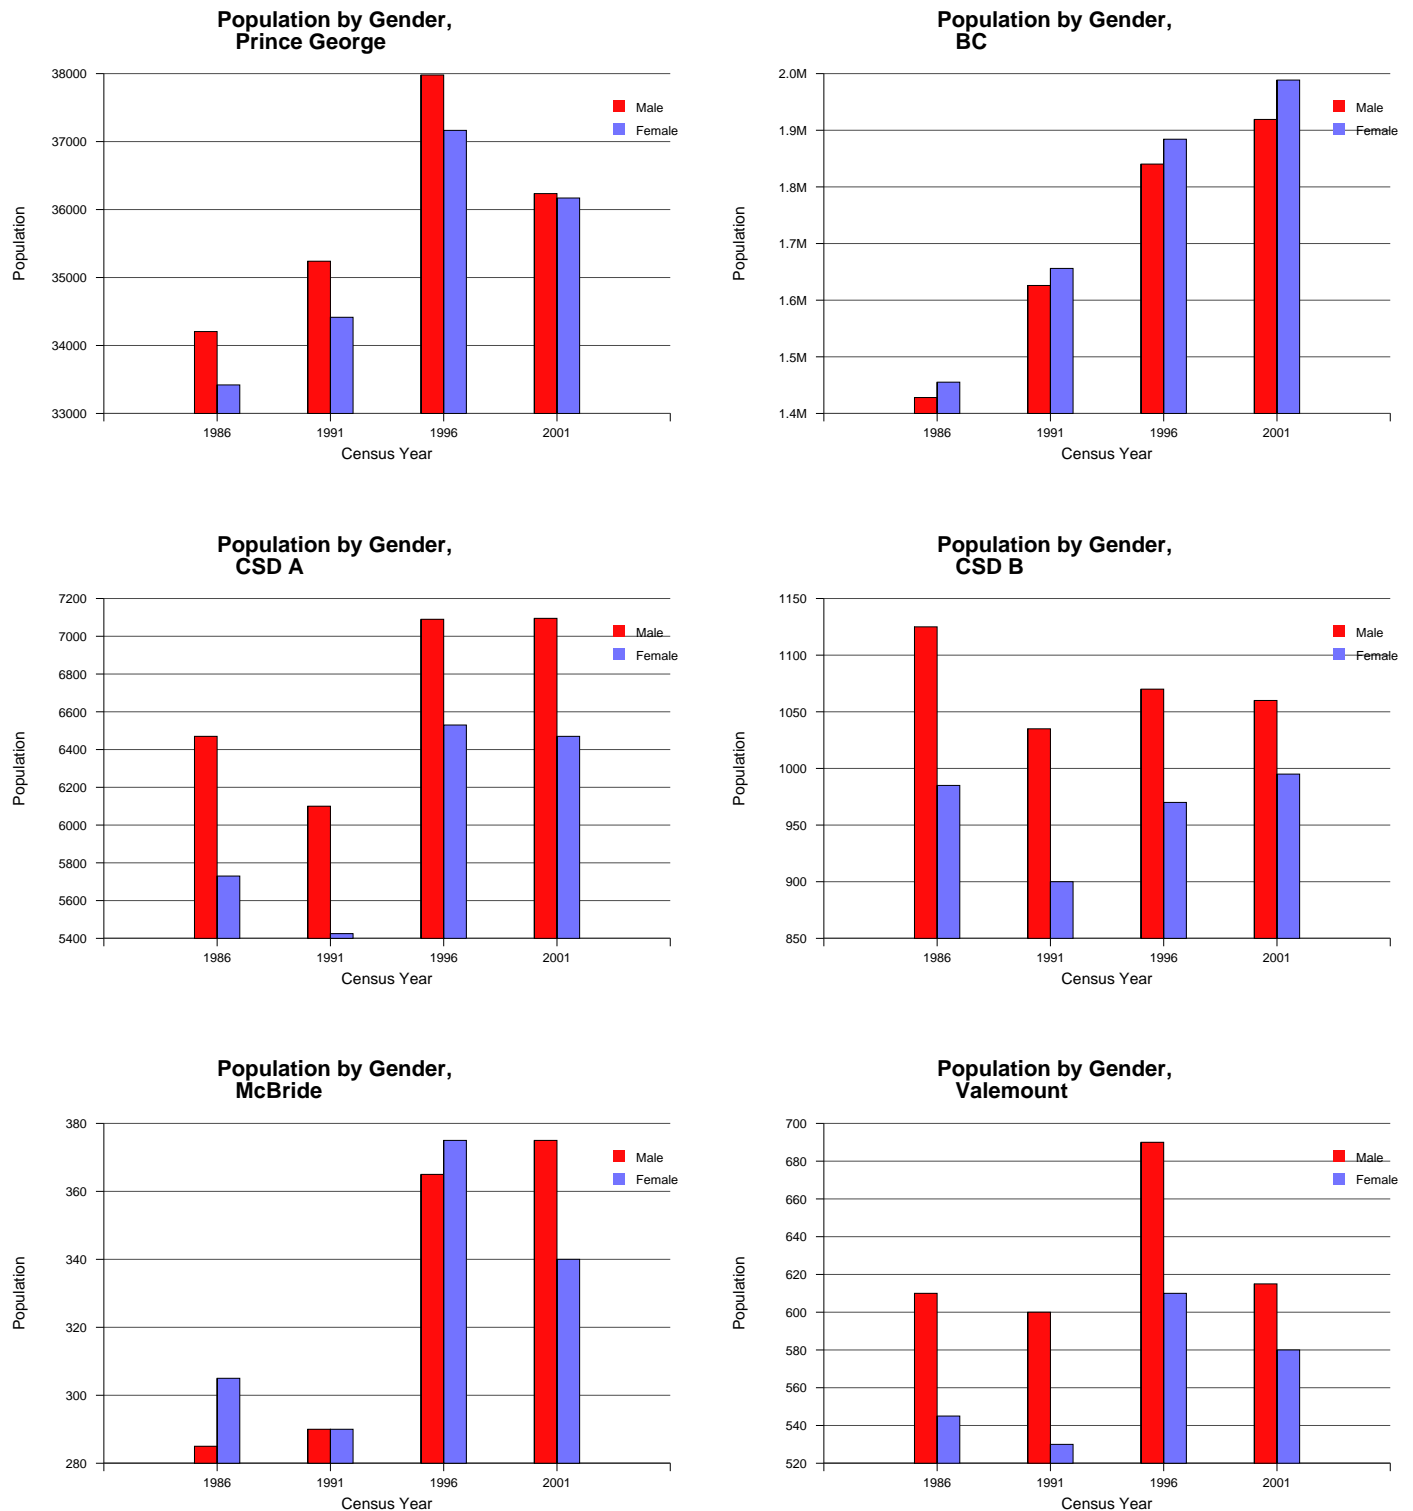 Population by Gender,
Prince George
38000
37000
36000
35000
34000
33000
Population
Male
Female
1986 1991 1996 2001
Census Year
Population by Gender,
BC
2.0M
1.9M
1.8M
1.7M
1.6M
1.5M
1.4M
Population
Male
Female
1986 1991 1996 2001
Census Year
Population by Gender,
CSD A
7200
7000
6800
6600
6400
6200
6000
5800
5600
5400
Population
Male
Female
1986 1991 1996 2001
Census Year
Population by Gender,
CSD B
1150
1100
1050
1000
950
900
850
Population
Male
Female
1986 1991 1996 2001
Census Year
Population by Gender,
McBride
380
360
340
320
300
280
Population
Male
Female
1986 1991 1996 2001
Census Year
Population by Gender,
Valemount
700
680
660
640
620
600
580
560
540
520
Population
Male
Female
1986 1991 1996 2001
Census Year